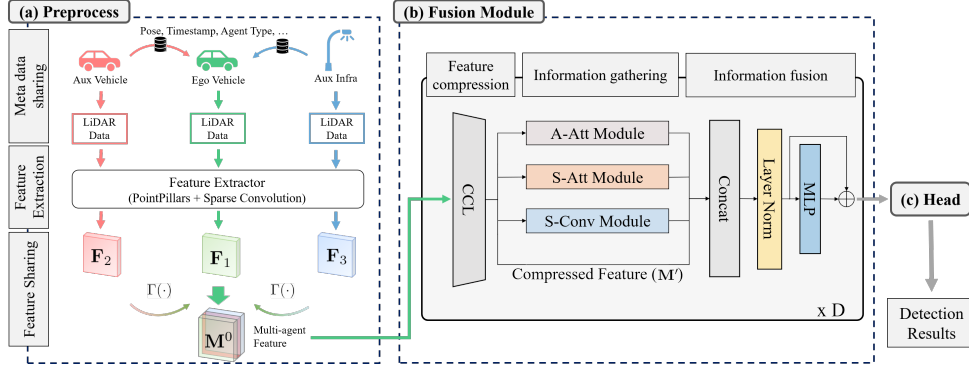 (a) Preprocess
Meta data
sharing
Feature
Extraction
Feature Sharing
Pose, Timestamp, Agent Type, …
Aux Vehicle
Ego Vehicle
Aux Infra
LiDAR
Data
LiDAR
Data
LiDAR
Data
Feature Extractor
(PointPillars + Sparse Convolution)
F₂
F₁
F₃
Γ(·)
Γ(·)
M⁰
Multi-agent
Feature
(b) Fusion Module
Feature
compression
Information gathering
Information fusion
CCL
A-Att Module
S-Att Module
S-Conv Module
Compressed Feature (M′)
Concat
Layer Norm
MLP
x D
(c) Head
Detection
Results